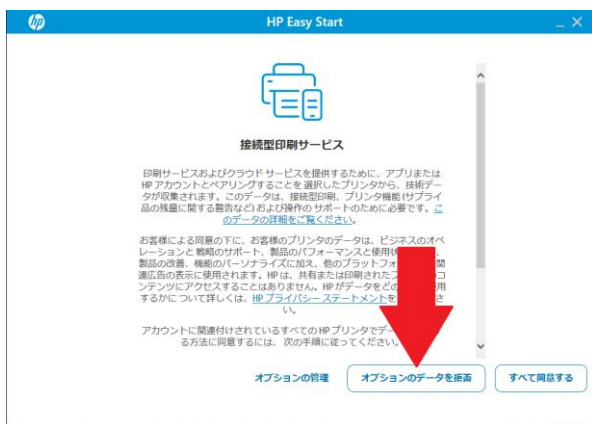 hp
HP Easy Start
接続型印刷サービス
印刷サービスおよびクラウド サービスを提供するために、アプリまたは
HP アカウントとペアリングすることを選択したプリンタから、技術デー
タが収集されます。このデータは、接続型印刷、プリンタ機能 (サプライ
品の残量に関する警告など) および操作の サポートのために必要です。こ
のデータの詳細をご覧ください。
お客様による同意の下に、お客様のプリンタのデータは、ビジネスのオペ
レーションと 戦略のサポート、製品のパフォーマンスと使用状
製品の改善、機能のパーソナライズに加え、他のプラットフォ 関
連広告の表示に使用されます。HP は、共有または印刷された コ
ンテンツにアクセスすることはありません。HP がデータをど 用
するかについて詳しくは、HP プライバシー ステートメントを さ
い。
アカウントに関連付けされているすべての HP プリンタでデー
る方法に同意するには、次の手順に従ってください。
オプションの管理
オプションのデータを拒否
すべて同意する